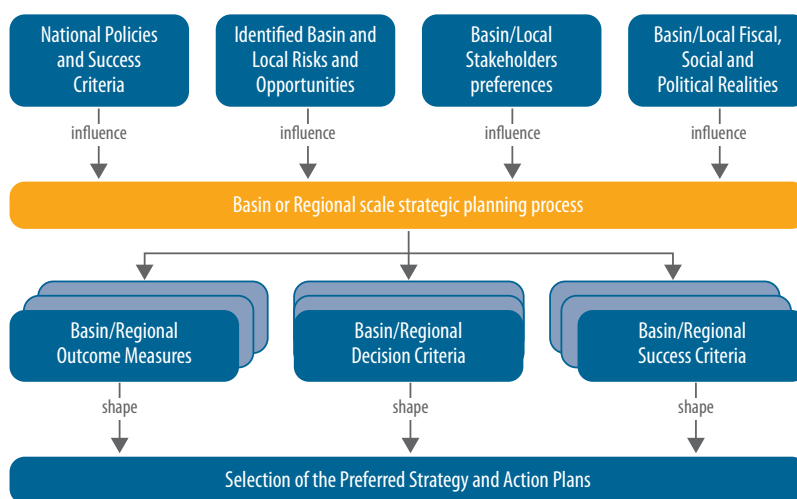 National Policies
and Success
Criteria
Identified Basin and
Local Risks and
Opportunities
Basin/Local
Stakeholders
preferences
Basin/Local Fiscal,
Social and
Political Realities
influence
influence
influence
influence
Basin or Regional scale strategic planning process
Basin/Regional
Outcome Measures
Basin/Regional
Decision Criteria
Basin/Regional
Success Criteria
shape
shape
shape
Selection of the Preferred Strategy and Action Plans